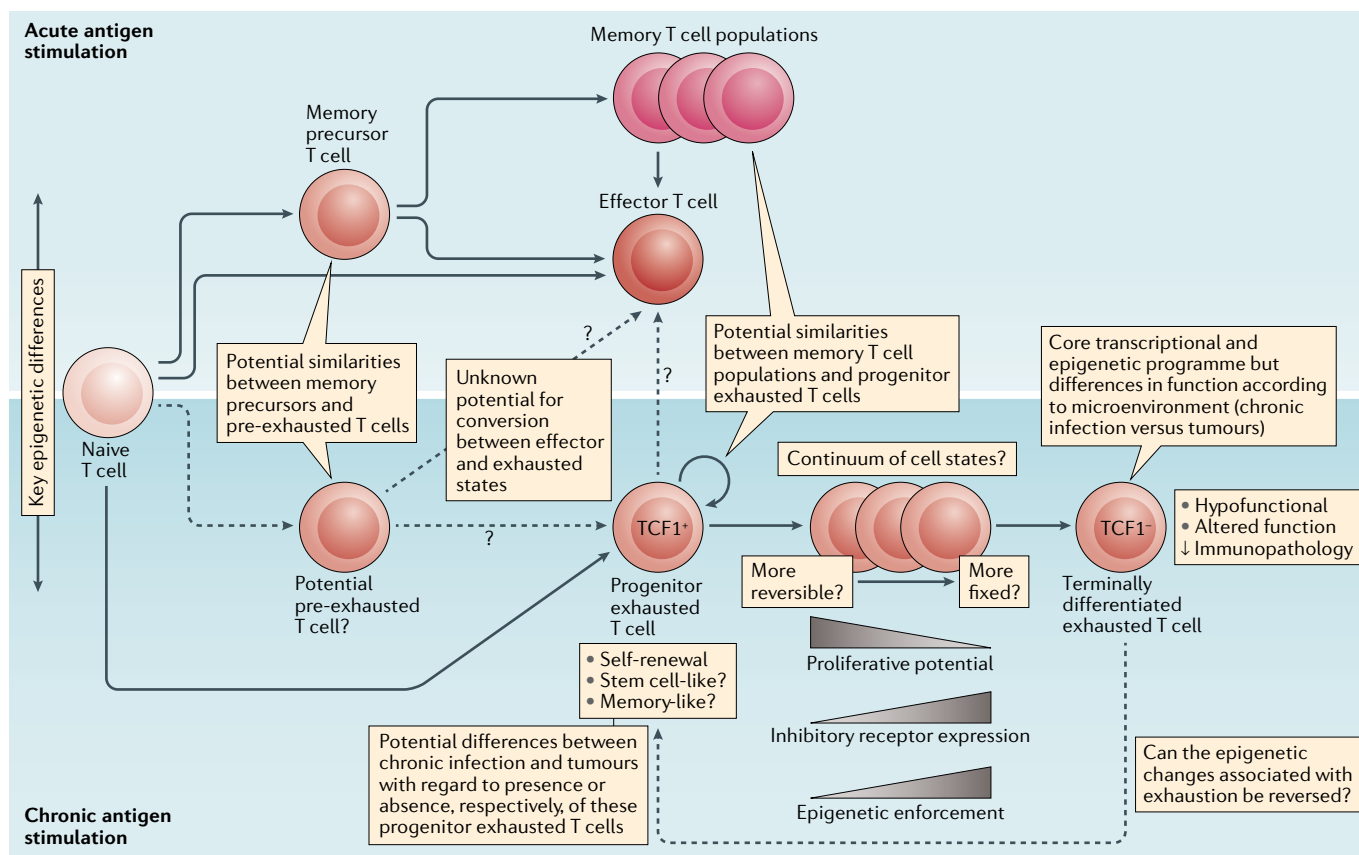 Acute antigen
stimulation
Memory T cell populations
Memory
precursor
T cell
Effector T cell
Key epigenetic differences
Naive
T cell
Potential similarities
between memory
precursors and
pre-exhausted T cells
Unknown
potential for
conversion
between effector
and exhausted
states
?
?
Potential similarities
between memory T cell
populations and progenitor
exhausted T cells
Core transcriptional and
epigenetic programme but
differences in function according
to microenvironment (chronic
infection versus tumours)
Continuum of cell states?
?
TCF1⁺
TCF1⁻
• Hypofunctional
• Altered function
↓ Immunopathology
Potential
pre-exhausted
T cell?
Progenitor
exhausted
T cell
More
reversible?
More
fixed?
Terminally
differentiated
exhausted T cell
• Self-renewal
• Stem cell-like?
• Memory-like?
Proliferative potential
Inhibitory receptor expression
Epigenetic enforcement
Potential differences between
chronic infection and tumours
with regard to presence or
absence, respectively, of these
progenitor exhausted T cells
Can the epigenetic
changes associated with
exhaustion be reversed?
Chronic antigen
stimulation